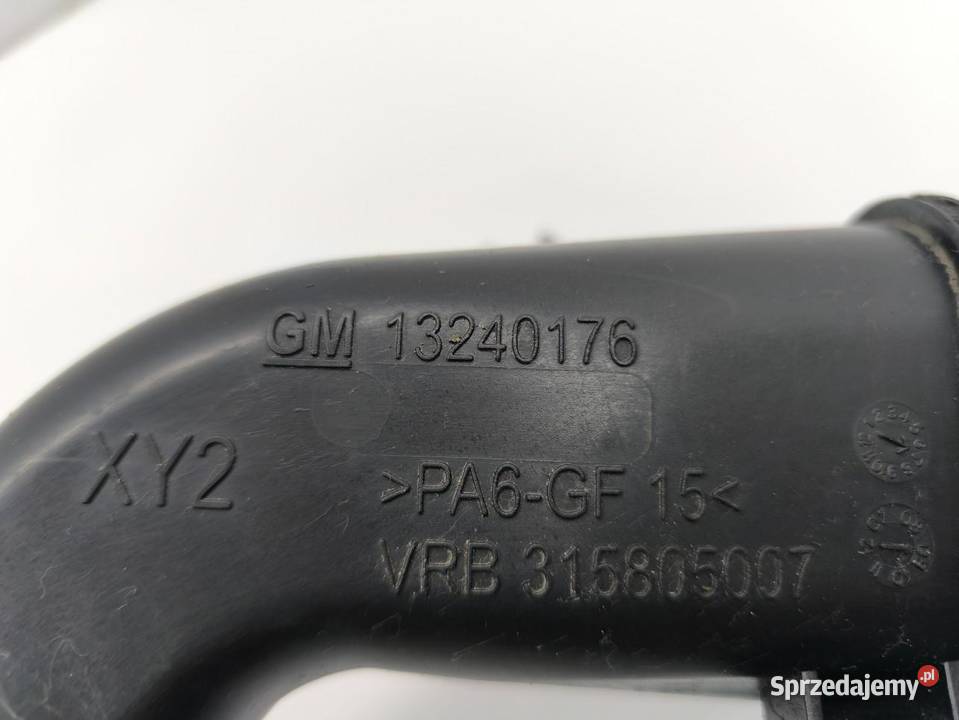 GM 13240176
XY2
>PA6-GF 15<
VRB 315805007
Sprzedajemy.pl